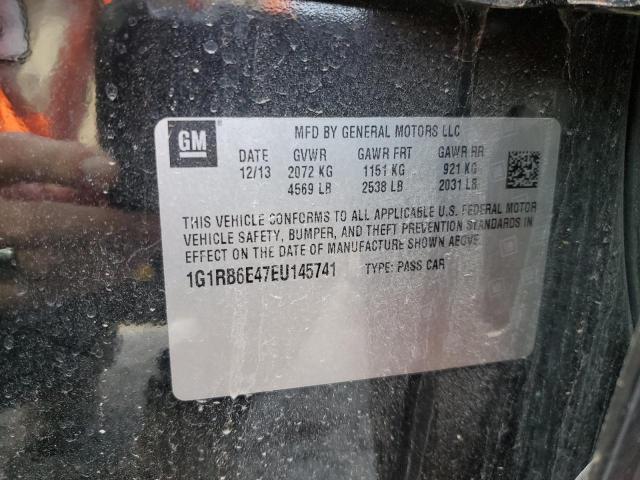 GM
MFD BY GENERAL MOTORS LLC
DATE GVWR GAWR FRT GAWR RR
12/13 2072 KG 1151 KG 921 KG
4569 LB 2538 LB 2031 LB
THIS VEHICLE CONFORMS TO ALL APPLICABLE U.S. FEDERAL MOTOR
VEHICLE SAFETY, BUMPER, AND THEFT PREVENTION STANDARDS IN
EFFECT ON THE DATE OF MANUFACTURE SHOWN ABOVE.
1G1RB6E47EU145741 TYPE: PASS CAR